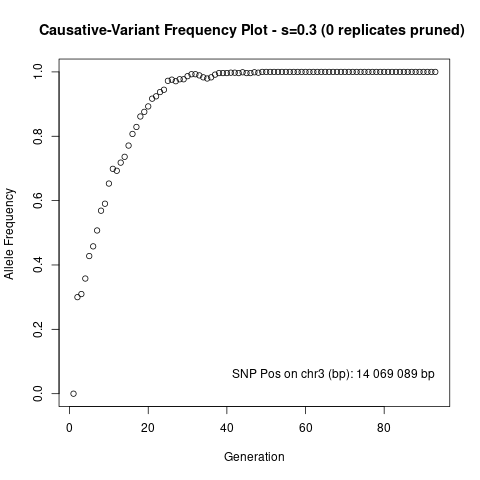 Causative-Variant Frequency Plot - s=0.3 (0 replicates pruned)
Allele Frequency
1.0
0.8
0.6
0.4
0.2
0.0
SNP Pos on chr3 (bp): 14 069 089 bp
0 20 40 60 80
Generation